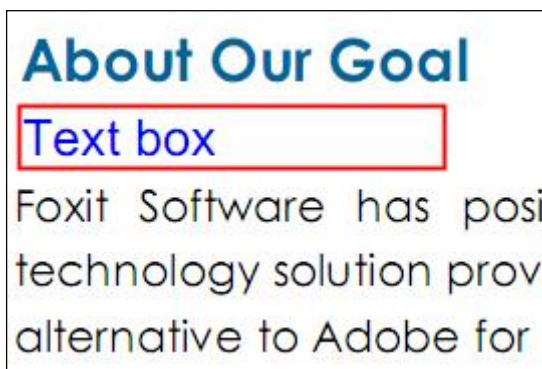 About Our Goal
Text box
Foxit Software has posi
technology solution prov
alternative to Adobe for